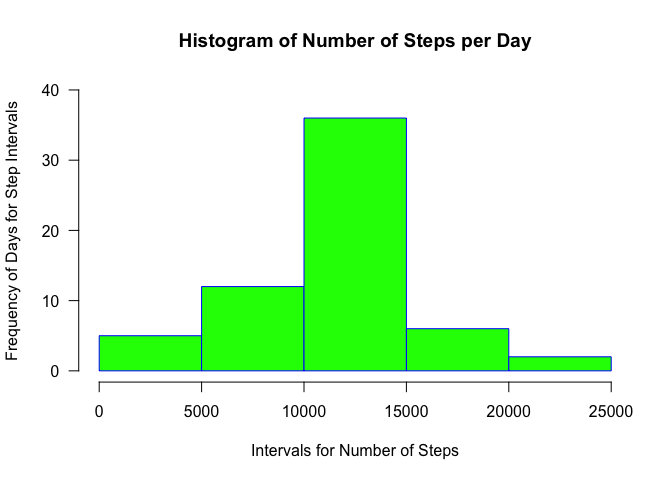 Histogram of Number of Steps per Day
Frequency of Days for Step Intervals
40
30
20
10
0
0 5000 10000 15000 20000 25000
Intervals for Number of Steps